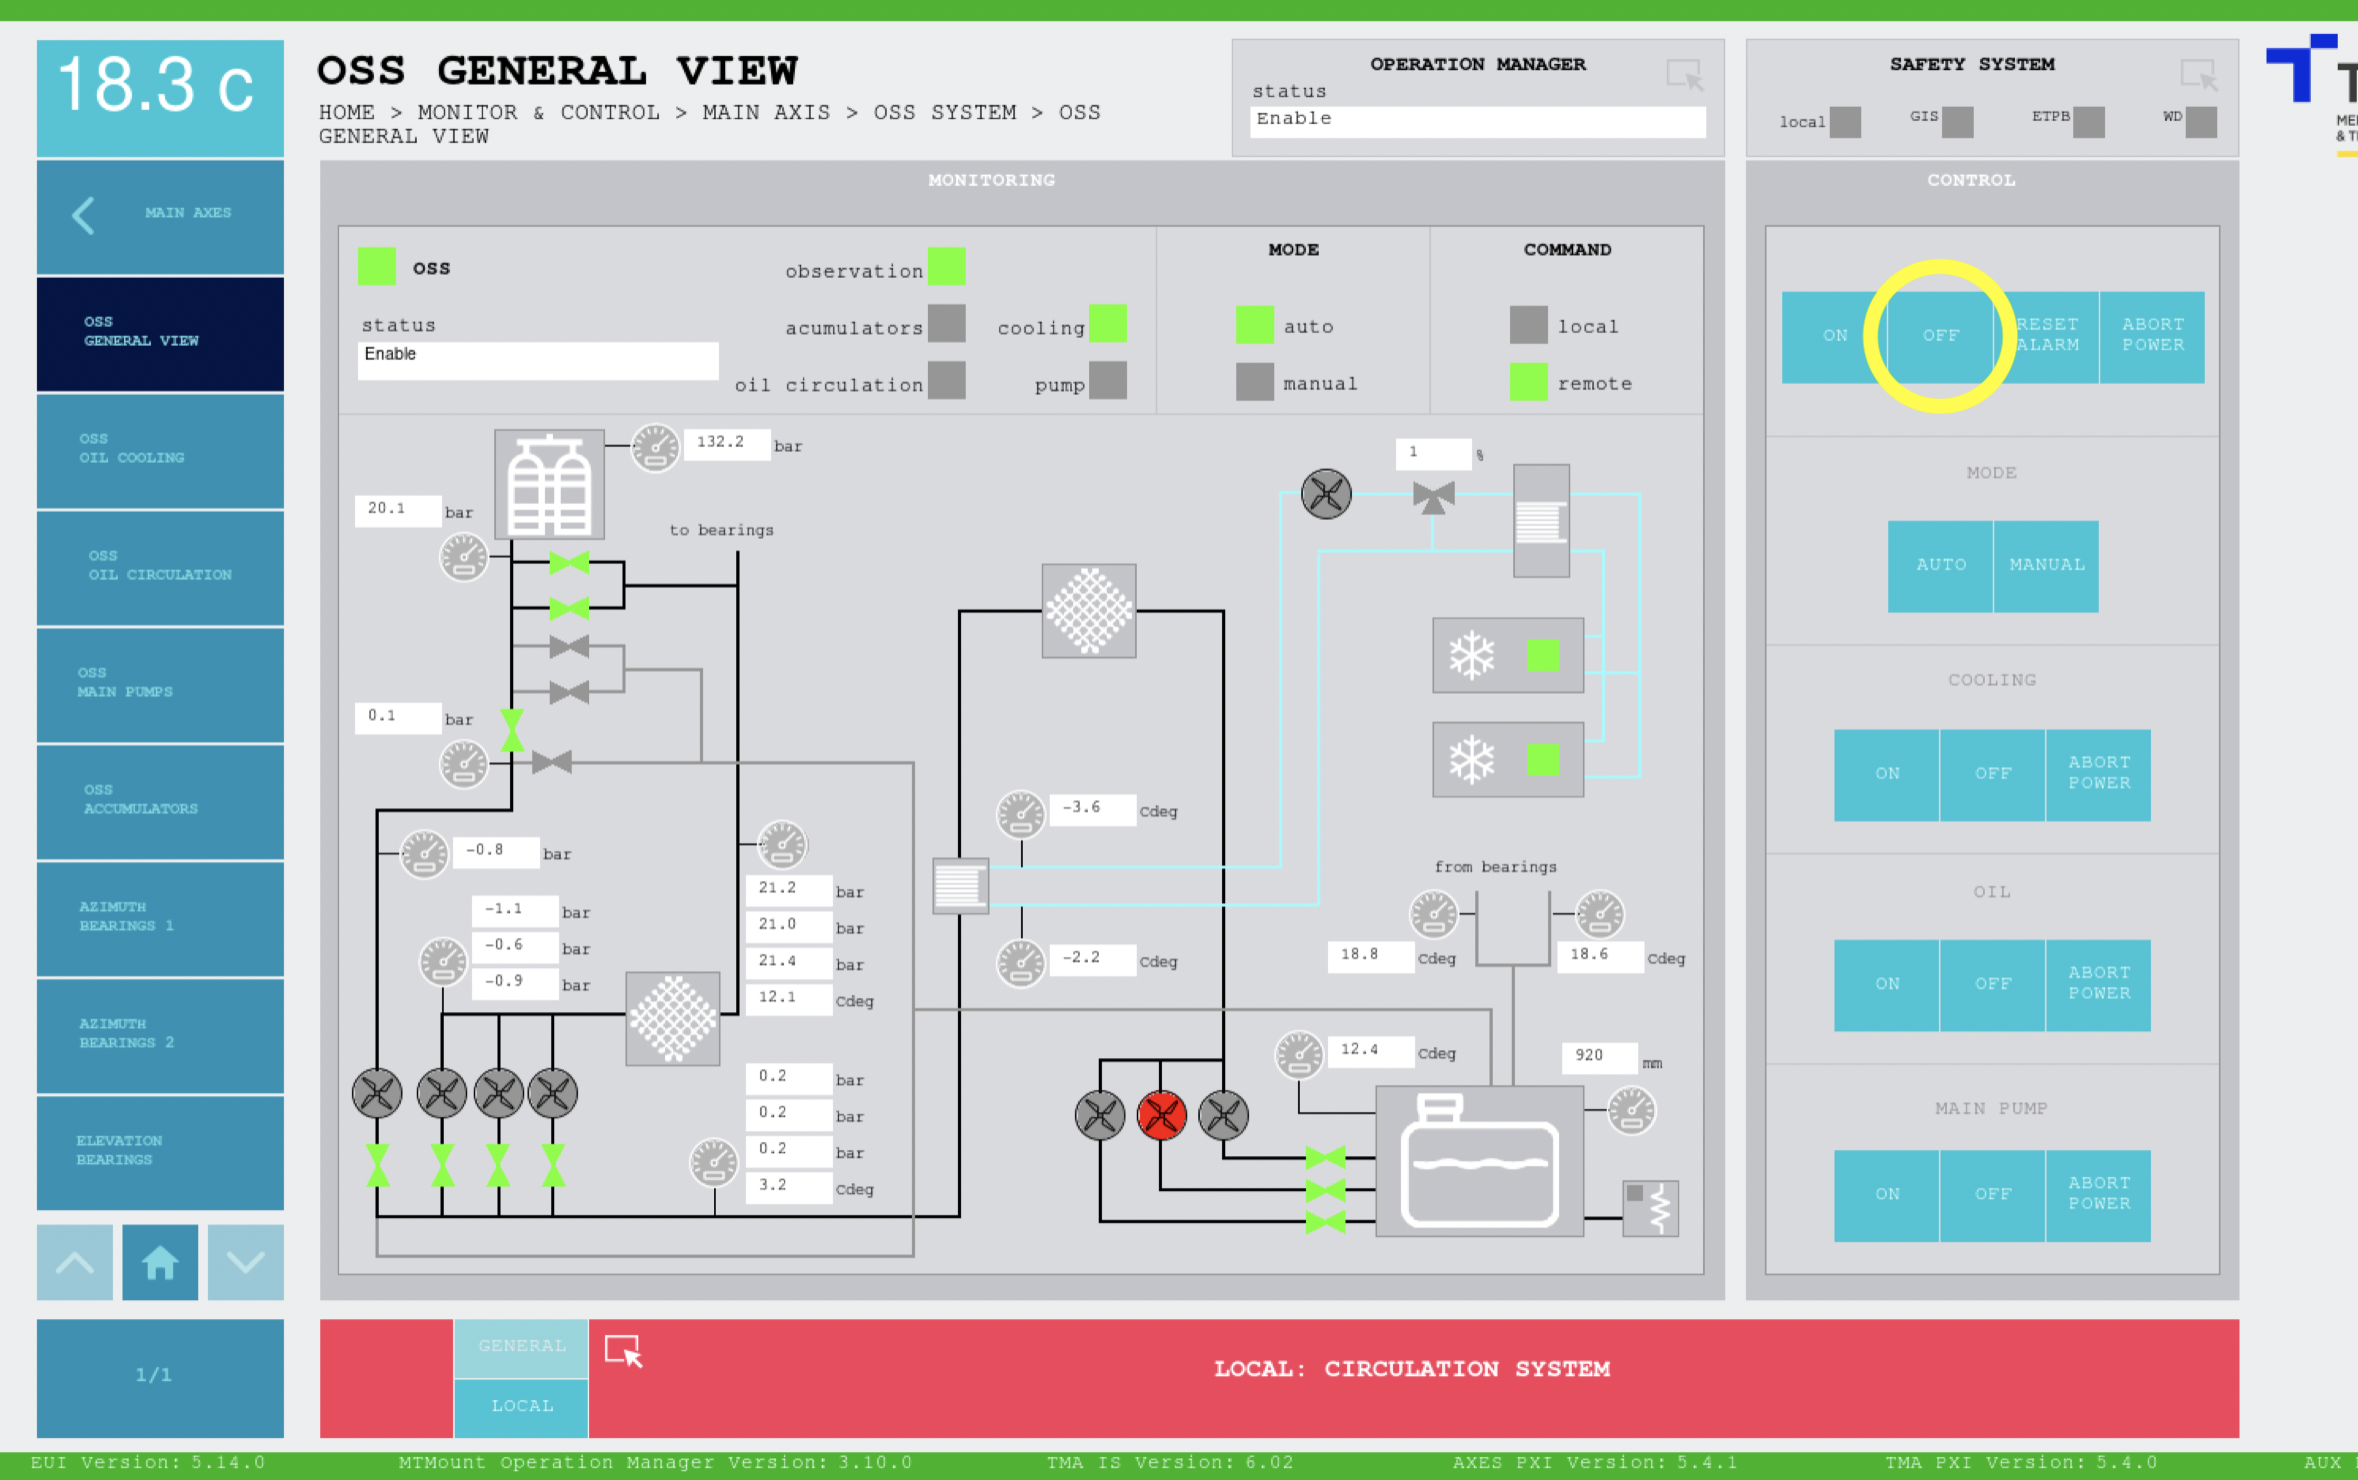 18.3 c
OSS GENERAL VIEW
HOME > MONITOR & CONTROL > MAIN AXIS > OSS SYSTEM > OSS
GENERAL VIEW
OPERATION MANAGER
status
Enable
SAFETY SYSTEM
local
GIS
ETPB
WD
MAIN AXES
OSS
GENERAL VIEW
OSS
OIL COOLING
OSS
OIL CIRCULATION
OSS
MAIN PUMPS
OSS
ACCUMULATORS
AZIMUTH
BEARINGS 1
AZIMUTH
BEARINGS 2
ELEVATION
BEARINGS
1/1
MONITORING
OSS
status
Enable
observation
acumulators
cooling
oil circulation
pump
MODE
auto
manual
COMMAND
local
remote
132.2 bar
20.1 bar
to bearings
0.1 bar
-0.8 bar
-1.1 bar
-0.6 bar
-0.9 bar
21.2 bar
21.0 bar
21.4 bar
12.1 Cdeg
0.2 bar
0.2 bar
0.2 bar
3.2 Cdeg
1 %
-3.6 Cdeg
-2.2 Cdeg
from bearings
18.8 Cdeg
18.6 Cdeg
12.4 Cdeg
920 mm
CONTROL
ON
OFF
RESET
ALARM
ABORT
POWER
MODE
AUTO
MANUAL
COOLING
ON
OFF
ABORT
POWER
OIL
ON
OFF
ABORT
POWER
MAIN PUMP
ON
OFF
ABORT
POWER
GENERAL
LOCAL
LOCAL: CIRCULATION SYSTEM
EUI Version: 5.14.0
MTMount Operation Manager Version: 3.10.0
TMA IS Version: 6.02
AXES PXI Version: 5.4.1
TMA PXI Version: 5.4.0
AUX